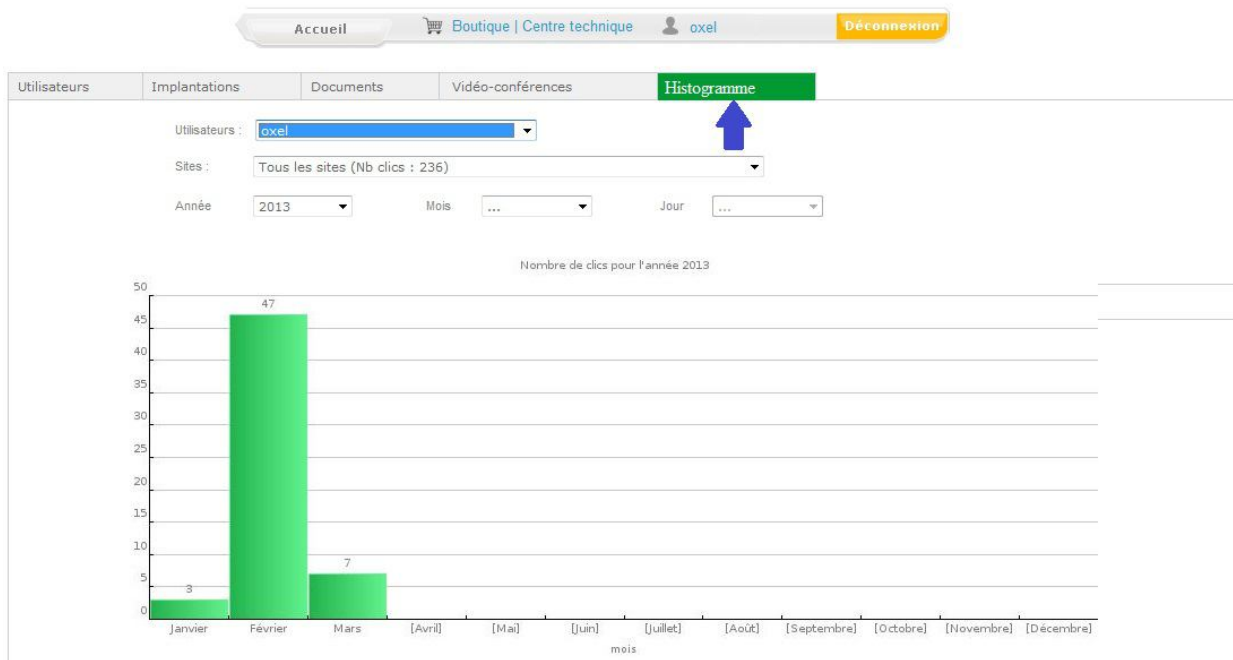 Accueil Boutique | Centre technique oxel Déconnexion
Utilisateurs Implantations Documents Vidéo-conférences Histogramme
Utilisateurs : oxel
Sites : Tous les sites (Nb clics : 236)
Année 2013 Mois ... Jour ...
Nombre de clics pour l'année 2013
50
47
45
40
35
30
25
20
15
10
7
5
3
0
Janvier Février Mars [Avril] [Mai] [Juin] [Juillet] [Août] [Septembre] [Octobre] [Novembre] [Décembre]
mois